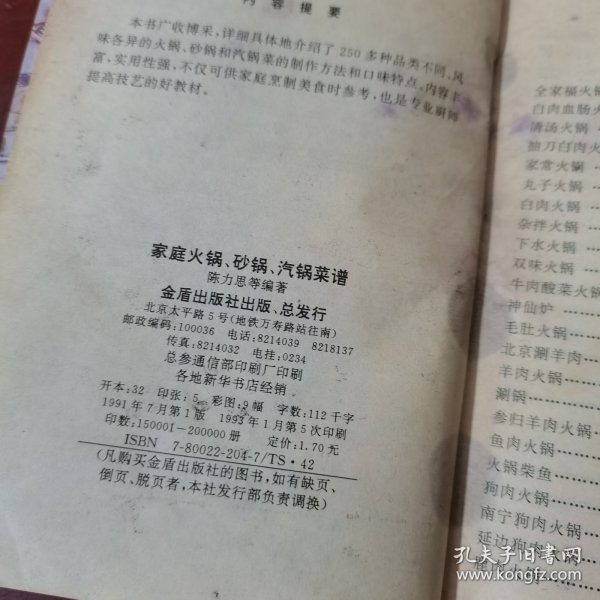 内容提要
本书广收博采，详细具体地介绍了250多种品类不同、风
味各异的火锅、砂锅和汽锅菜的制作方法和口味特点。内容丰
富，实用性强，不仅可供家庭烹制美食时参考，也是专业厨师
提高技艺的好教材。
家庭火锅、砂锅、汽锅菜谱
陈力思等编著
金盾出版社出版、总发行
北京太平路5号(地铁万寿路站往南)
邮政编码:100036 电话:8214039 8218137
传真:8214032 电挂:0234
总参通信部印刷厂印刷
各地新华书店经销
开本:32 印张:5 彩图:9幅 字数:112千字
1991年7月第1版 1993年1月第5次印刷
印数:150001-200000册 定价:1.70元
ISBN 7-80022-204-7/TS·42
(凡购买金盾出版社的图书,如有缺页、
倒页、脱页者,本社发行部负责调换)
全家福火锅
白肉血肠火
清汤火锅
抽刀白肉火
家常火锅
丸子火锅
白肉火锅
杂拌火锅
下水火锅
双味火锅
牛肉酸菜火锅
神仙炉
毛肚火锅
北京涮羊肉
羊肉火锅
涮锅
参归羊肉火锅
鱼肉火锅
火锅柴鱼
狗肉火锅
南宁狗肉火锅
延边狗肉火锅
火锅
孔夫子旧书网
www.kongfz.com